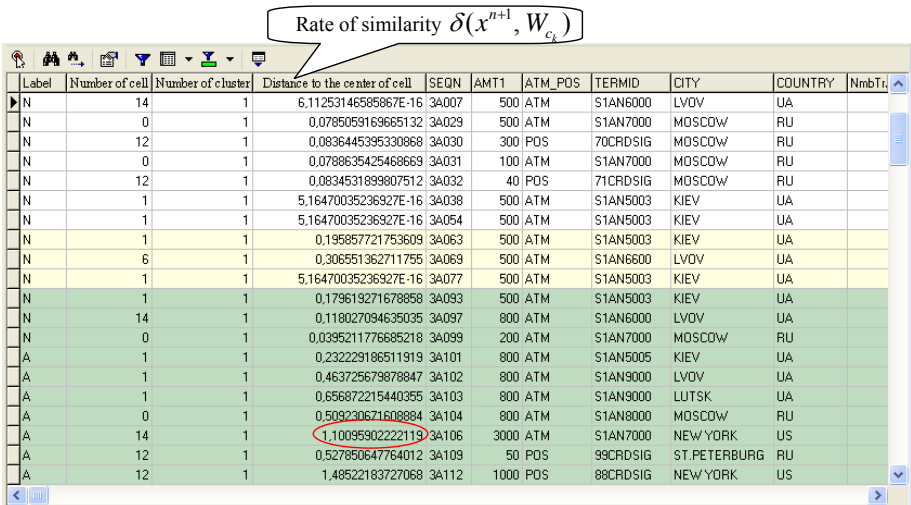 Rate of similarity δ(xⁿ⁺¹, W_{c_k})
Label Number of cell Number of cluster Distance to the center of cell SEQN AMT1 ATM_POS TERMID CITY COUNTRY NmbTr.
N 14 1 6,11253146585867E-16 3A007 500 ATM S1AN6000 LVOV UA
N 0 1 0,0785059169665132 3A029 500 ATM S1AN7000 MOSCOW RU
N 12 1 0,0836445395330868 3A030 300 POS 70CRDSIG MOSCOW RU
N 0 1 0,0788635425468669 3A031 100 ATM S1AN7000 MOSCOW RU
N 12 1 0,0834531899807512 3A032 40 POS 71CRDSIG MOSCOW RU
N 1 1 5,16470035236927E-16 3A038 500 ATM S1AN5003 KIEV UA
N 1 1 5,16470035236927E-16 3A054 500 ATM S1AN5003 KIEV UA
N 1 1 0,195857721753609 3A063 500 ATM S1AN5003 KIEV UA
N 6 1 0,306551362711755 3A069 500 ATM S1AN6600 LVOV UA
N 1 1 5,16470035236927E-16 3A077 500 ATM S1AN5003 KIEV UA
N 1 1 0,179619271678858 3A093 500 ATM S1AN5003 KIEV UA
N 14 1 0,118027094635035 3A097 800 ATM S1AN6000 LVOV UA
N 0 1 0,0395211776685218 3A099 200 ATM S1AN7000 MOSCOW RU
A 1 1 0,232229186511919 3A101 800 ATM S1AN5005 KIEV UA
A 1 1 0,463725679878847 3A102 800 ATM S1AN9000 LVOV UA
A 1 1 0,656872215440355 3A103 800 ATM S1AN9000 LUTSK UA
A 0 1 0,509230671608884 3A104 800 ATM S1AN8000 MOSCOW RU
A 14 1 1,10095902222119 3A106 3000 ATM S1AN7000 NEW YORK US
A 12 1 0,527850647764012 3A109 50 POS 99CRDSIG ST.PETERBURG RU
A 12 1 1,48522183727068 3A112 1000 POS 88CRDSIG NEW YORK US